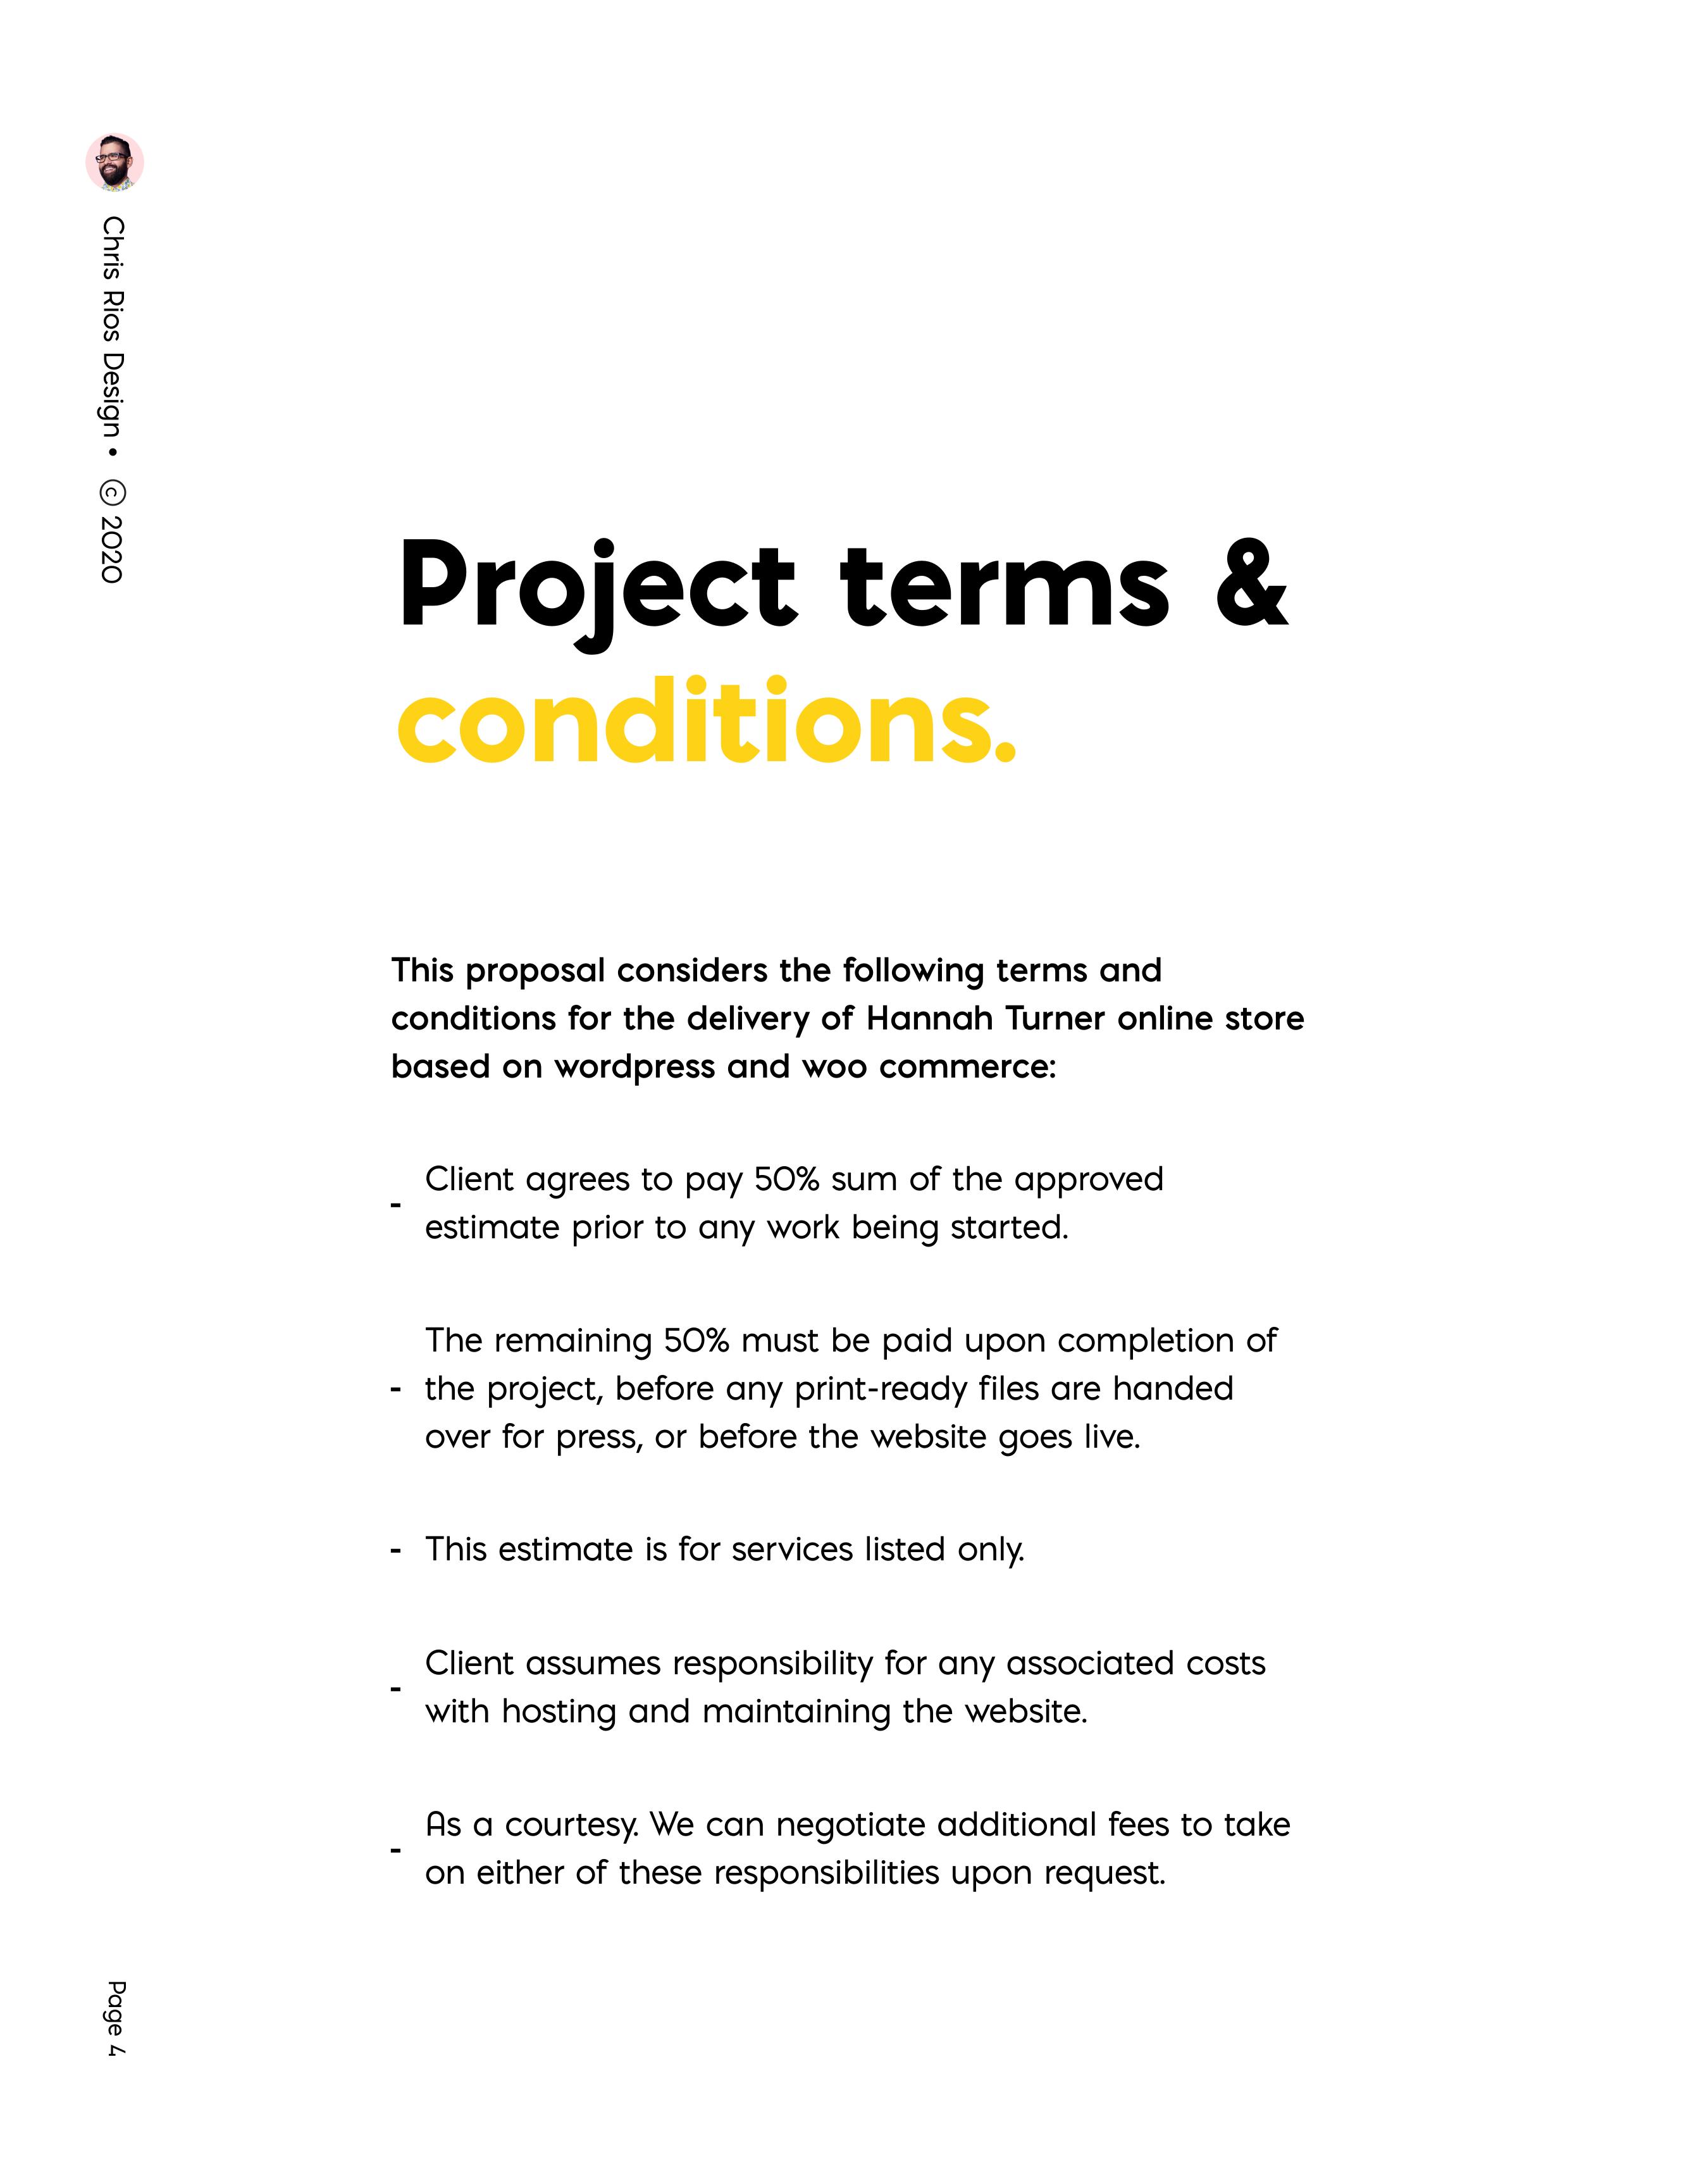 Chris Rios Design • © 2020
Project terms &
conditions.
This proposal considers the following terms and
conditions for the delivery of Hannah Turner online store
based on wordpress and woo commerce:
- Client agrees to pay 50% sum of the approved
estimate prior to any work being started.
The remaining 50% must be paid upon completion of
- the project, before any print-ready files are handed
over for press, or before the website goes live.
- This estimate is for services listed only.
- Client assumes responsibility for any associated costs
with hosting and maintaining the website.
- As a courtesy. We can negotiate additional fees to take
on either of these responsibilities upon request.
Page 4